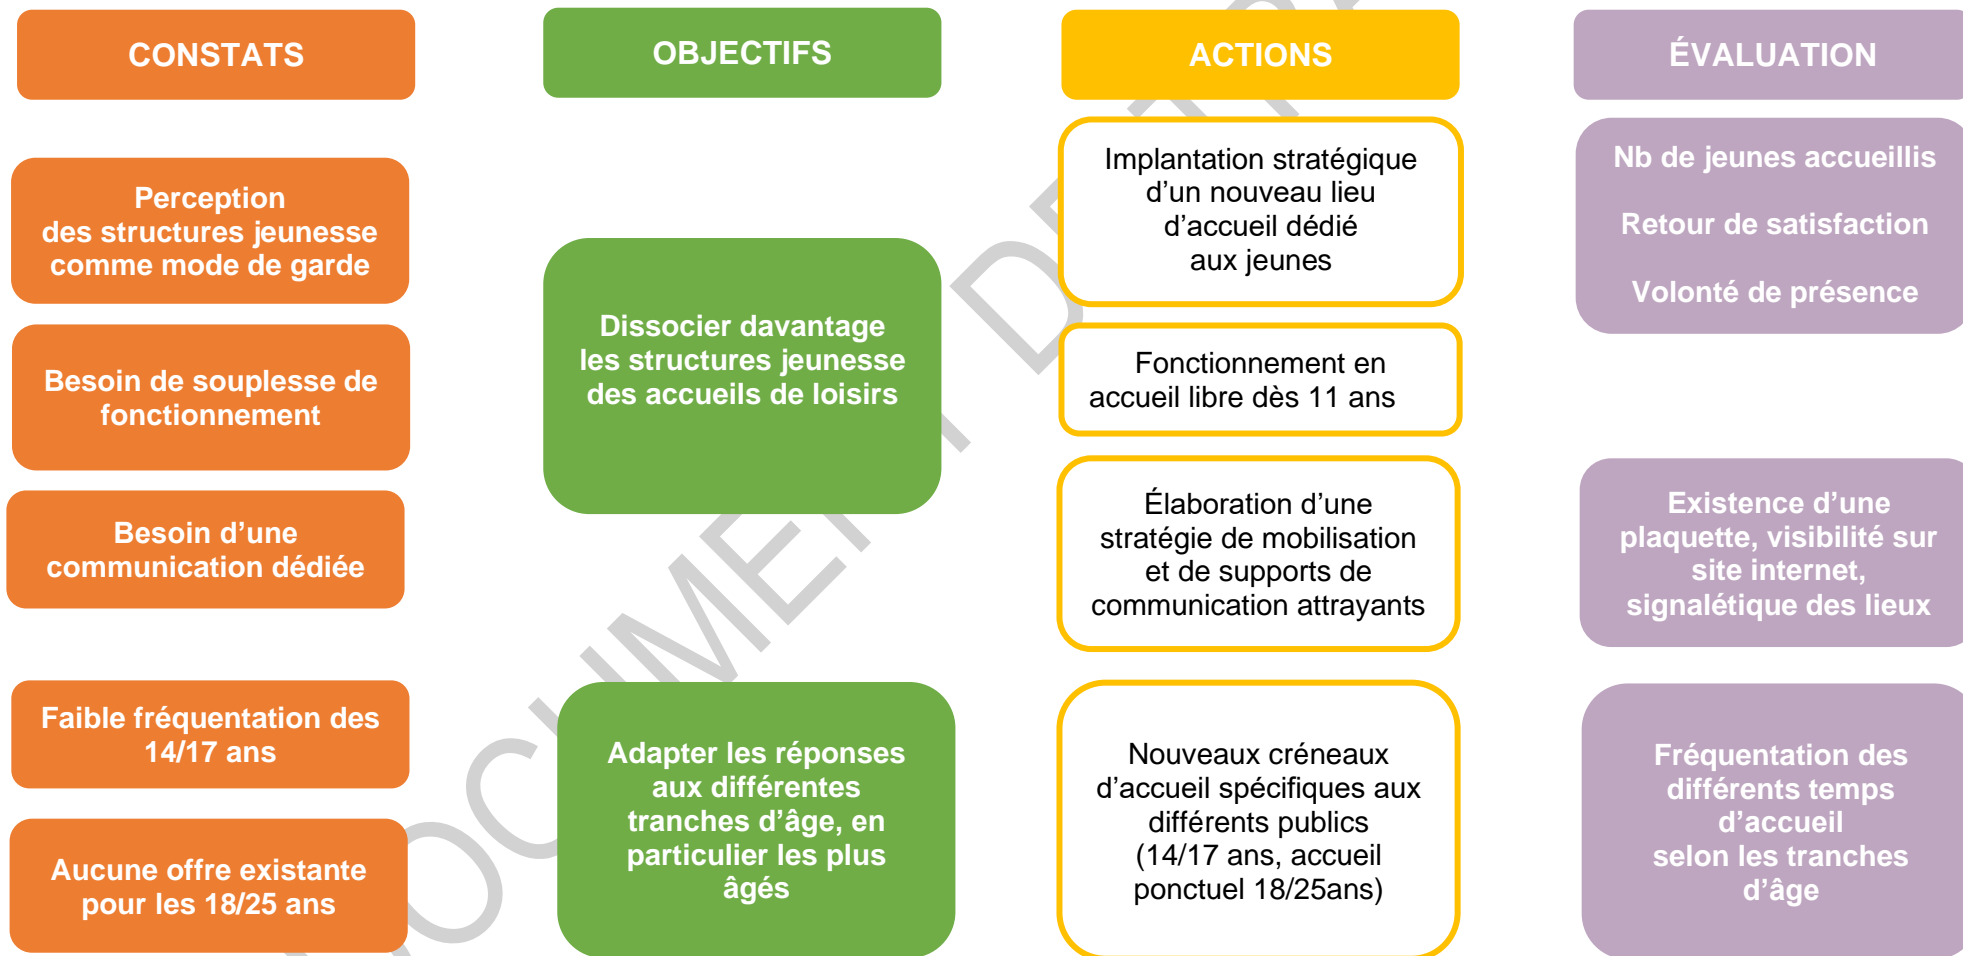 CONSTATS
OBJECTIFS
ACTIONS
ÉVALUATION
Perception
des structures jeunesse
comme mode de garde
Besoin de souplesse de
fonctionnement
Besoin d’une
communication dédiée
Dissocier davantage
les structures jeunesse
des accueils de loisirs
Implantation stratégique
d’un nouveau lieu
d’accueil dédié
aux jeunes
Fonctionnement en
accueil libre dès 11 ans
Élaboration d’une
stratégie de mobilisation
et de supports de
communication attrayants
Nb de jeunes accueillis
Retour de satisfaction
Volonté de présence
Existence d’une
plaquette, visibilité sur
site internet,
signalétique des lieux
Faible fréquentation des
14/17 ans
Aucune offre existante
pour les 18/25 ans
Adapter les réponses
aux différentes
tranches d’âge, en
particulier les plus
âgés
Nouveaux créneaux
d’accueil spécifiques aux
différents publics
(14/17 ans, accueil
ponctuel 18/25ans)
Fréquentation des
différents temps
d’accueil
selon les tranches
d’âge